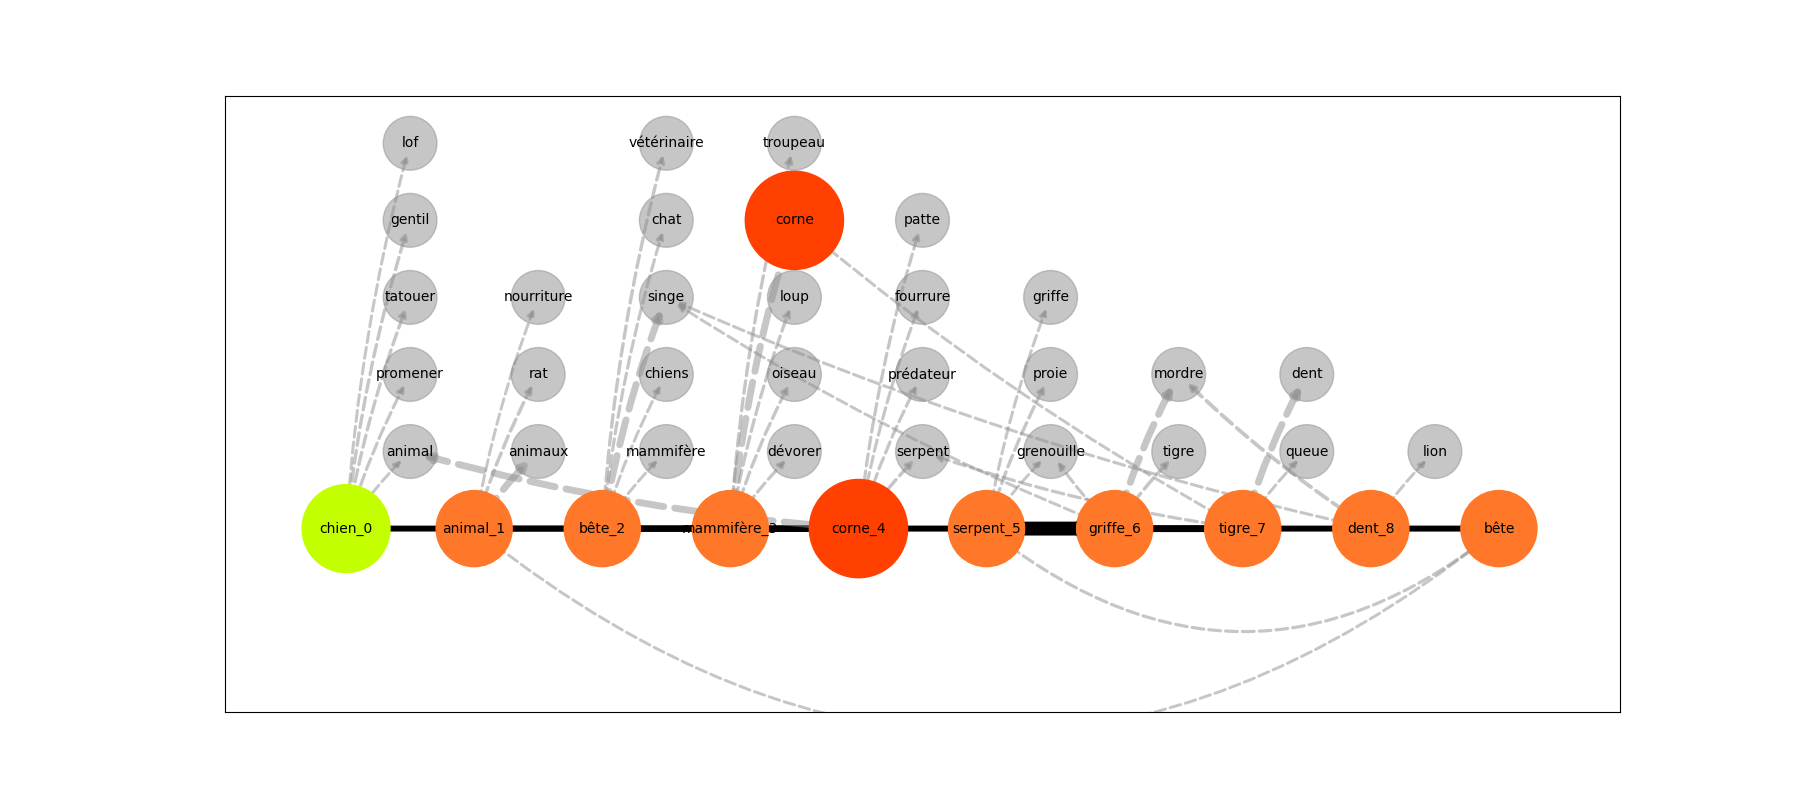 lof
vétérinaire
troupeau
gentil
chat
corne
patte
tatouer
nourriture
singe
loup
fourrure
griffe
promener
rat
chiens
oiseau
prédateur
proie
mordre
dent
animal
animaux
mammifère
dévorer
serpent
grenouille
tigre
queue
lion
chien_0
animal_1
bête_2
mammifère_3
corne_4
serpent_5
griffe_6
tigre_7
dent_8
bête